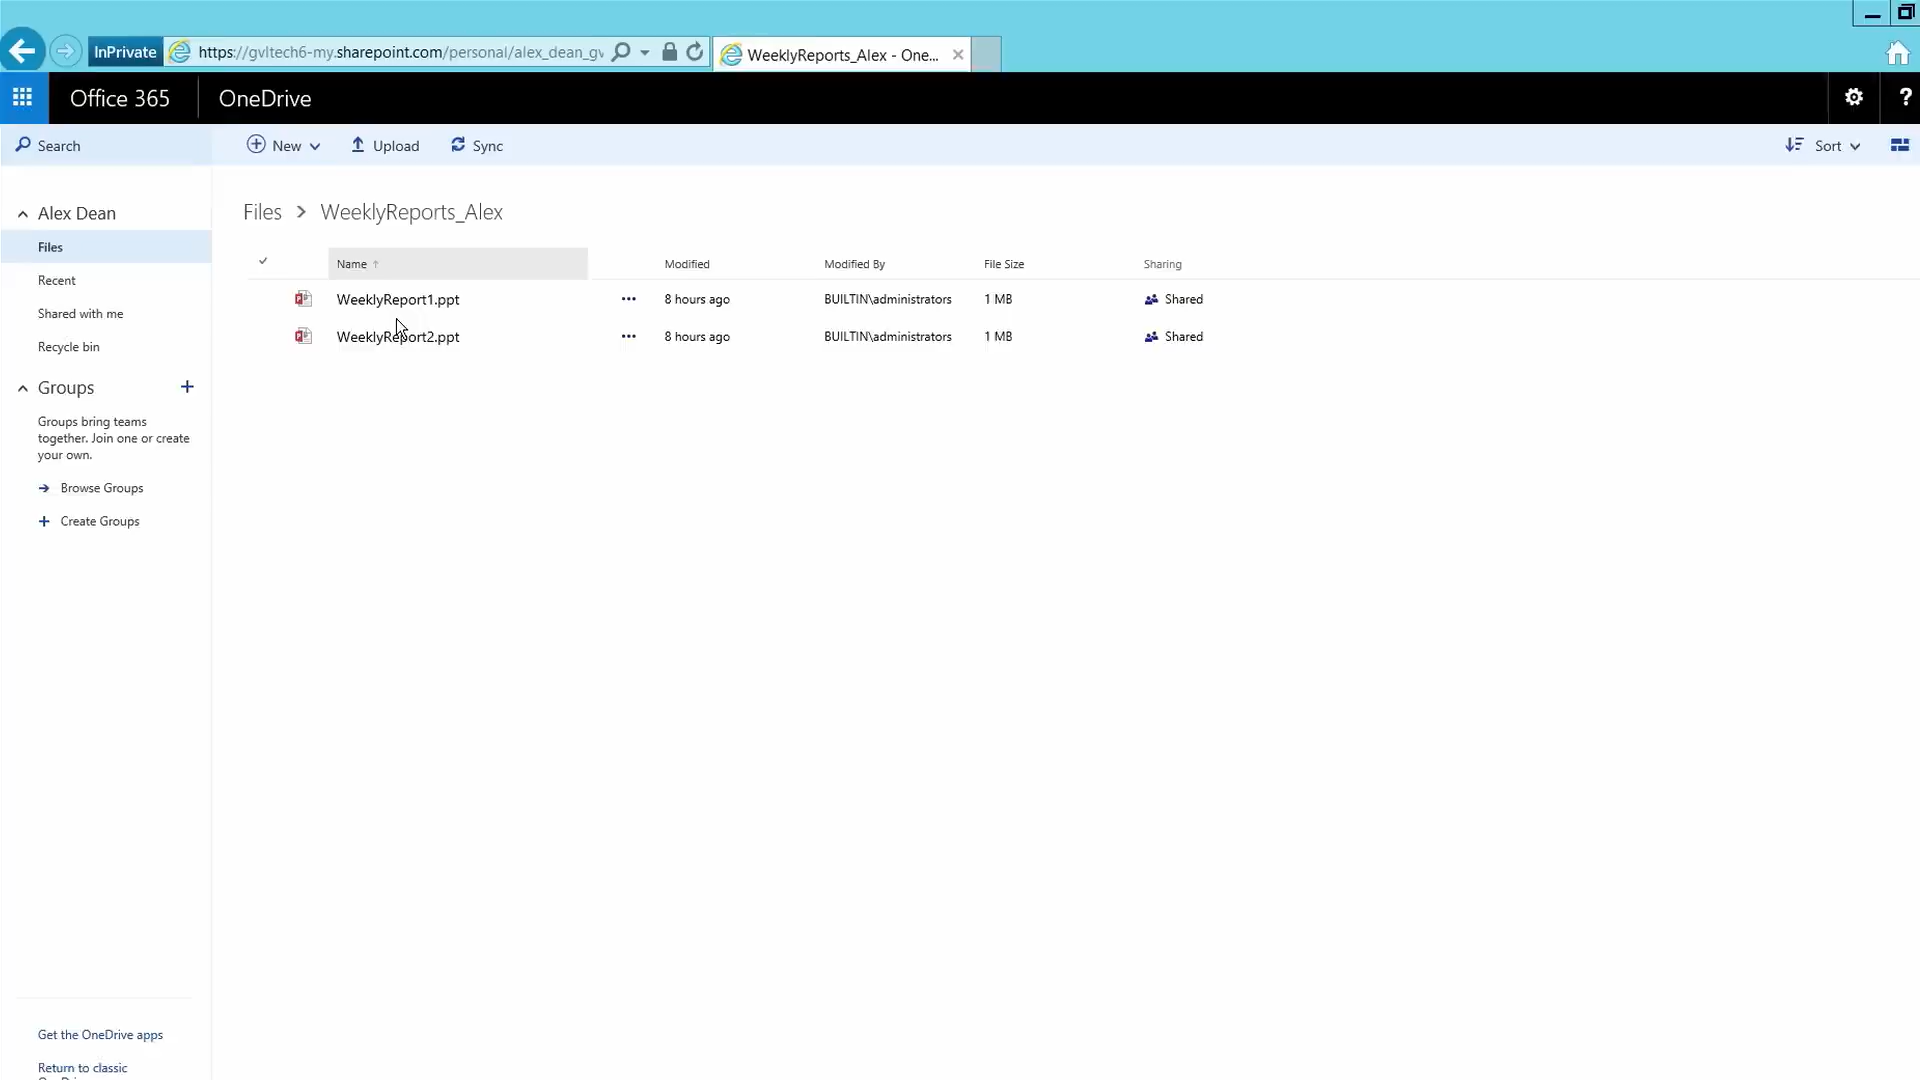 InPrivate
https://gvltech6-my.sharepoint.com/personal/alex_dean_gv
WeeklyReports_Alex - One...
Office 365
OneDrive
?
Search
New
Upload
Sync
Sort
Alex Dean
Files
Recent
Shared with me
Recycle bin
Groups
Groups bring teams
together. Join one or create
your own.
Browse Groups
Create Groups
Get the OneDrive apps
Return to classic
Files > WeeklyReports_Alex
Name Modified Modified By File Size Sharing
WeeklyReport1.ppt ... 8 hours ago BUILTIN\administrators 1 MB Shared
WeeklyReport2.ppt ... 8 hours ago BUILTIN\administrators 1 MB Shared